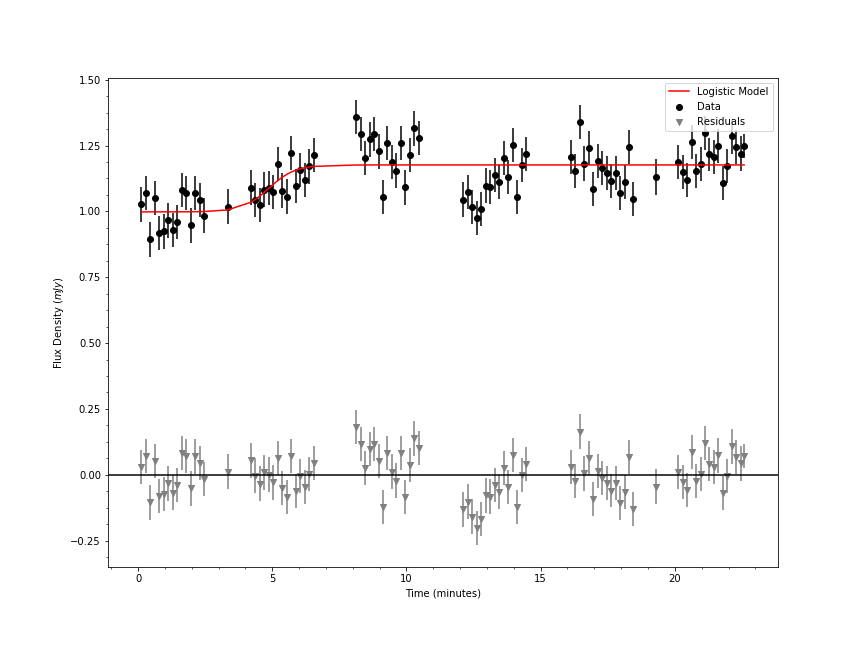 1.50
1.25
1.00
0.75
0.50
0.25
0.00
−0.25
Flux Density (mJy)
Logistic Model
Data
Residuals
0
5
10
15
20
Time (minutes)